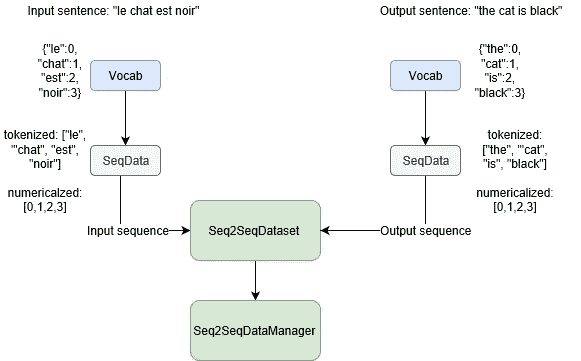 Input sentence: "le chat est noir"
Output sentence: "the cat is black"
{"le":0,
"chat":1,
"est":2,
"noir":3}
Vocab
{"the":0,
"cat":1,
"is":2,
"black":3}
Vocab
tokenized: ["le",
"'chat", "est",
"noir"]
SeqData
tokenized:
["the", "'cat",
"is", "black"]
SeqData
numericalzed:
[0,1,2,3]
numericalzed:
[0,1,2,3]
Input sequence
Seq2SeqDataset
Output sequence
Seq2SeqDataManager